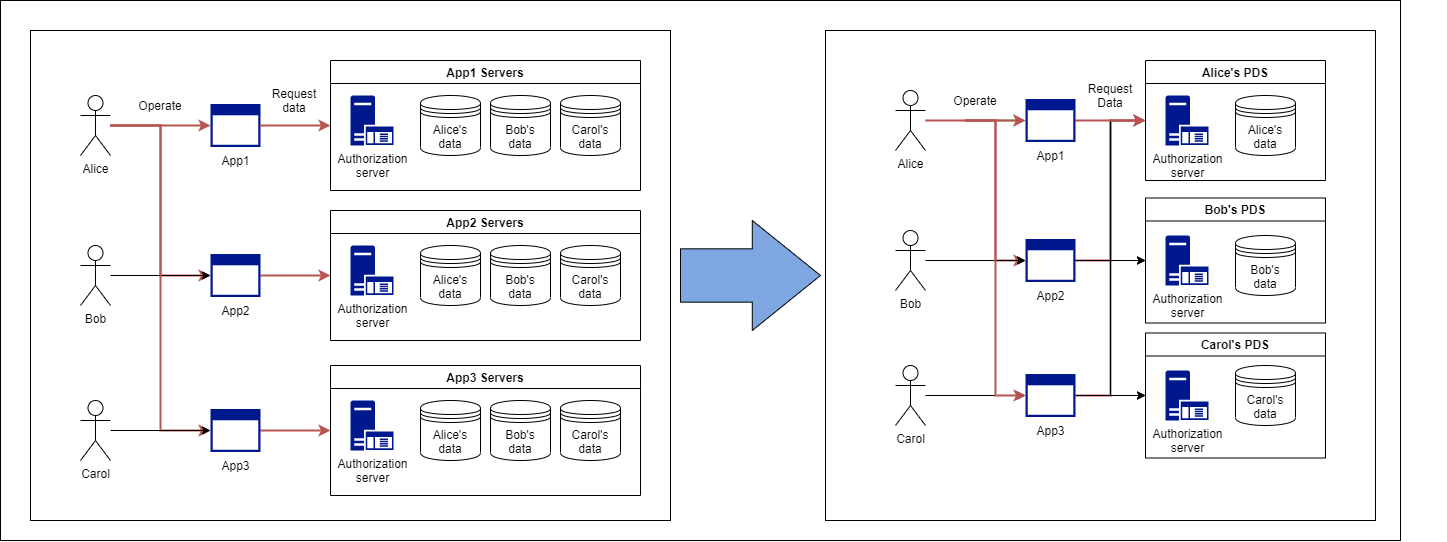 App1 Servers
Operate
Request
data
Alice's
data
Bob's
data
Carol's
data
Alice
App1
Authorization
server
App2 Servers
Alice's
data
Bob's
data
Carol's
data
Bob
App2
Authorization
server
App3 Servers
Alice's
data
Bob's
data
Carol's
data
Carol
App3
Authorization
server
Alice's PDS
Operate
Request
Data
Alice's
data
Alice
App1
Authorization
server
Bob's PDS
Bob's
data
Bob
App2
Authorization
server
Carol's PDS
Carol's
data
Carol
App3
Authorization
server